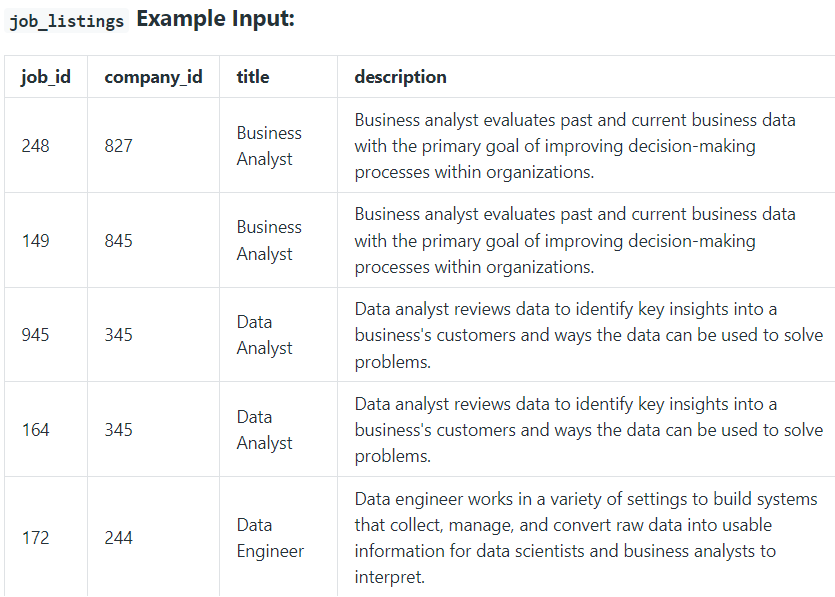 job_listings Example Input:
job_id company_id title description
248 827 Business Analyst Business analyst evaluates past and current business data
with the primary goal of improving decision-making
processes within organizations.
149 845 Business Analyst Business analyst evaluates past and current business data
with the primary goal of improving decision-making
processes within organizations.
945 345 Data Analyst Data analyst reviews data to identify key insights into a
business's customers and ways the data can be used to solve
problems.
164 345 Data Analyst Data analyst reviews data to identify key insights into a
business's customers and ways the data can be used to solve
problems.
172 244 Data Engineer Data engineer works in a variety of settings to build systems
that collect, manage, and convert raw data into usable
information for data scientists and business analysts to
interpret.